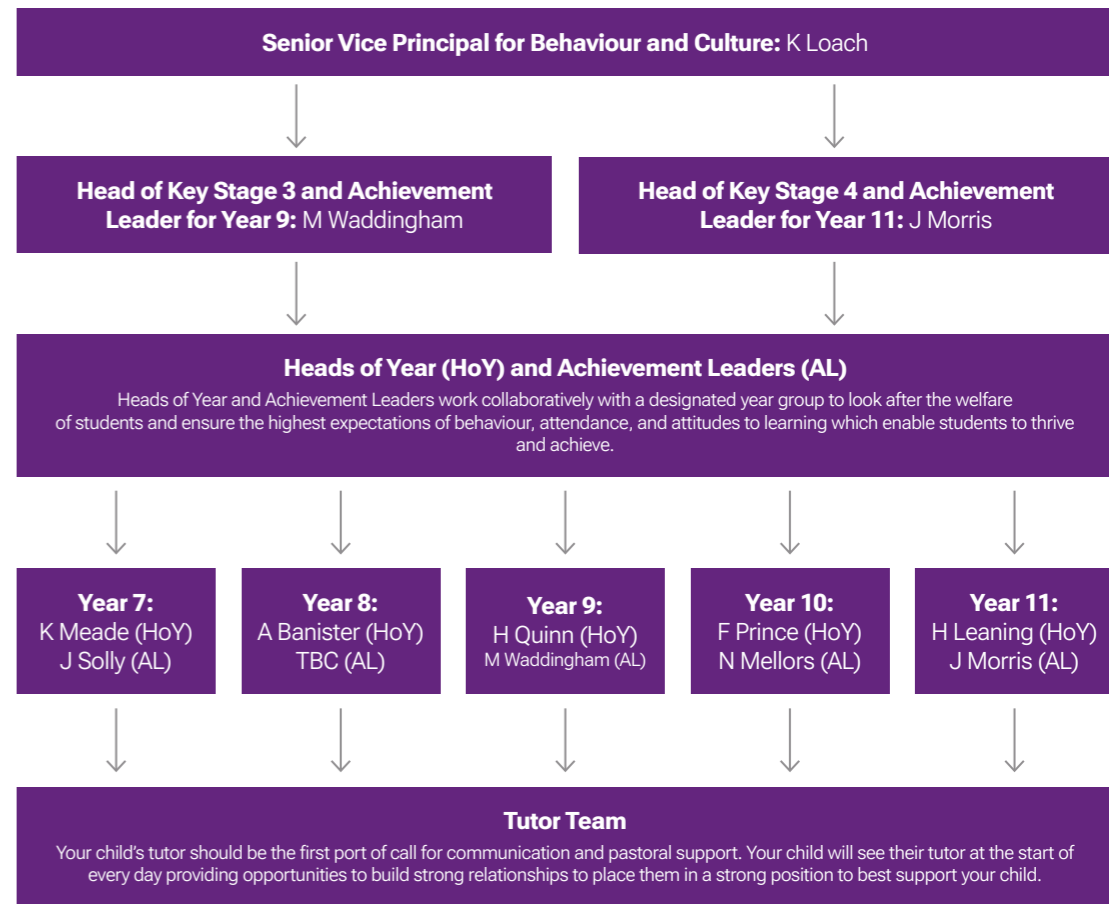 Senior Vice Principal for Behaviour and Culture: K Loach
Head of Key Stage 3 and Achievement
Leader for Year 9: M Waddingham
Head of Key Stage 4 and Achievement
Leader for Year 11: J Morris
Heads of Year (HoY) and Achievement Leaders (AL)
Heads of Year and Achievement Leaders work collaboratively with a designated year group to look after the welfare
of students and ensure the highest expectations of behaviour, attendance, and attitudes to learning which enable students to thrive
and achieve.
Year 7:
K Meade (HoY)
J Solly (AL)
Year 8:
A Banister (HoY)
TBC (AL)
Year 9:
H Quinn (HoY)
M Waddingham (AL)
Year 10:
F Prince (HoY)
N Mellors (AL)
Year 11:
H Leaning (HoY)
J Morris (AL)
Tutor Team
Your child's tutor should be the first port of call for communication and pastoral support. Your child will see their tutor at the start of
every day providing opportunities to build strong relationships to place them in a strong position to best support your child.